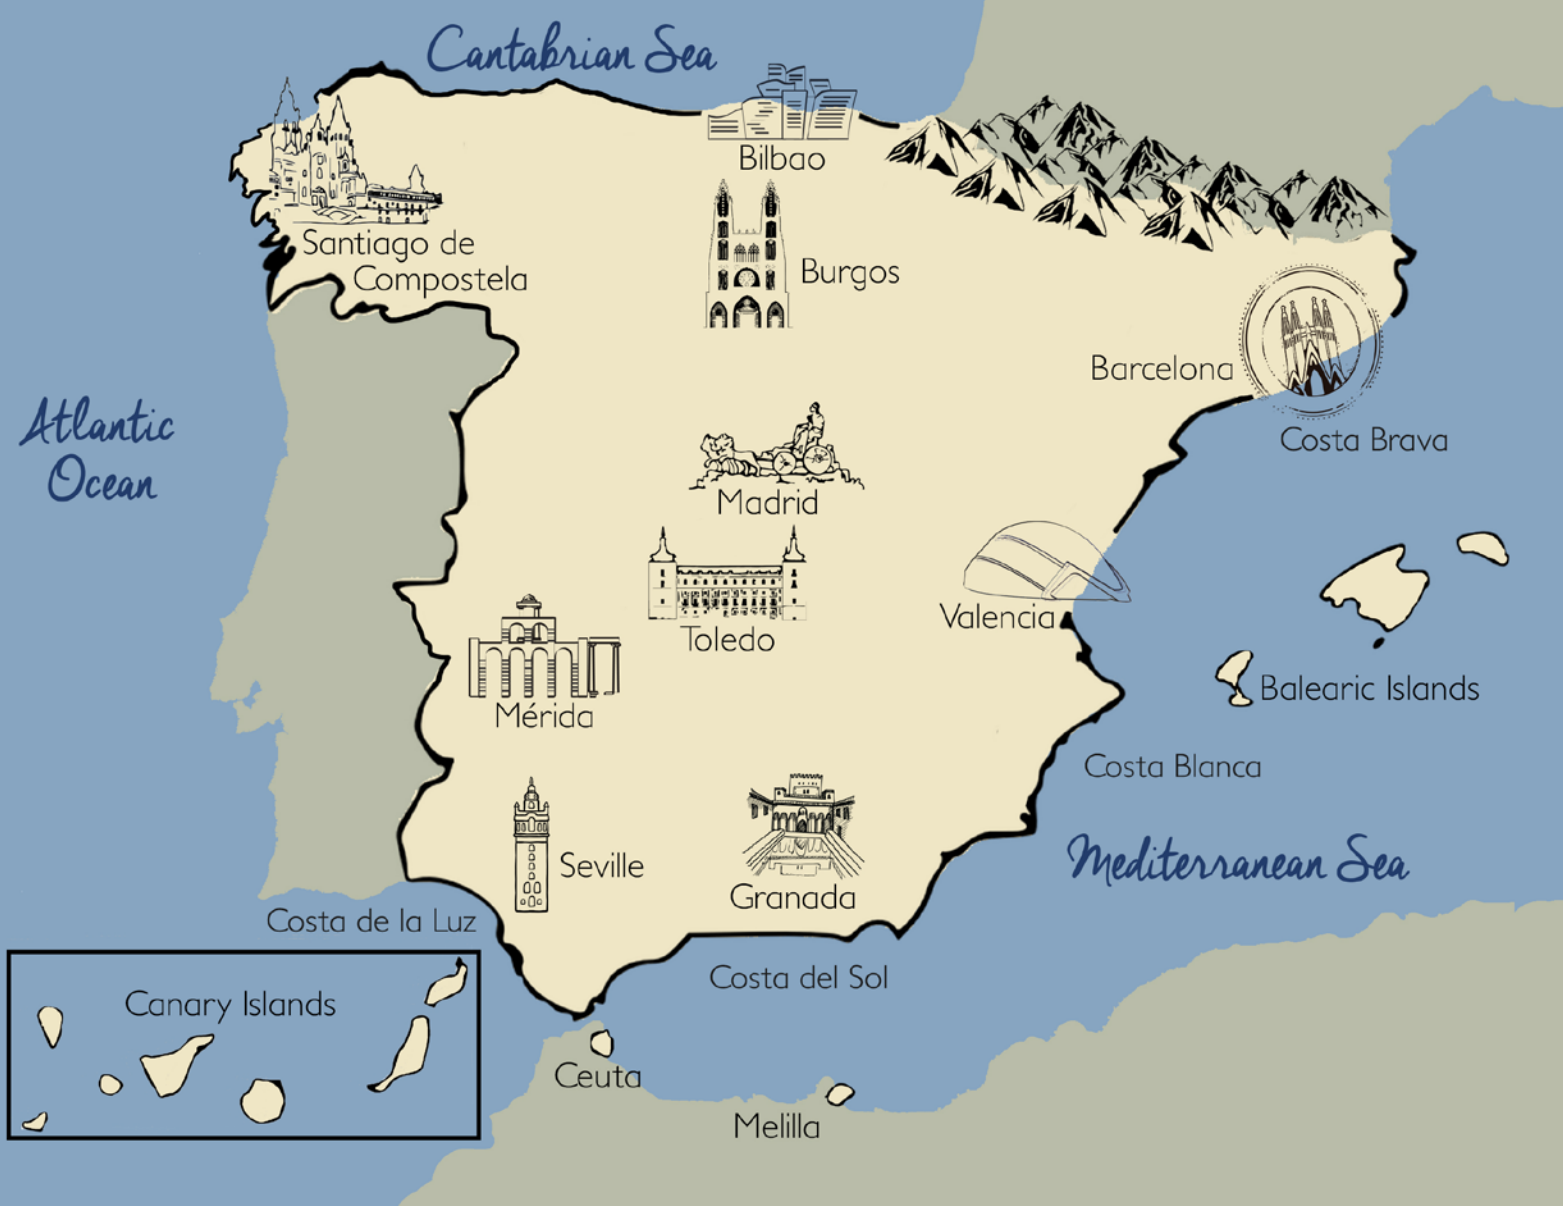 Cantabrian Sea
Bilbao
Santiago de
Compostela
Burgos
Barcelona
Atlantic
Ocean
Costa Brava
Madrid
Valencia
Toledo
Balearic Islands
Mérida
Costa Blanca
Mediterranean Sea
Seville
Granada
Costa de la Luz
Costa del Sol
Canary Islands
Ceuta
Melilla